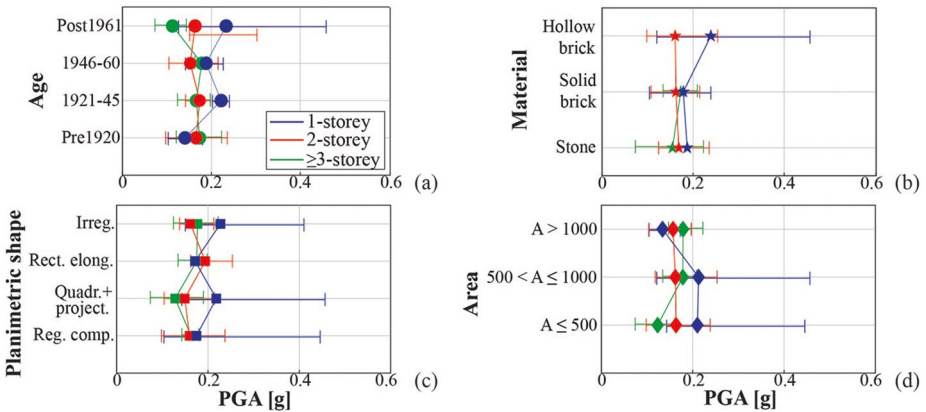 Age
Post1961
1946-60
1921-45
Pre1920
1-storey
2-storey
≥3-storey
0
0.2
0.4
0.6
(a)
Material
Hollow
brick
Solid
brick
Stone
0
0.2
0.4
0.6
(b)
Planimetric shape
Irreg.
Rect. elong.
Quadr.+
project.
Reg. comp.
0
0.2
0.4
0.6
PGA [g]
(c)
Area
A > 1000
500 < A ≤ 1000
A ≤ 500
0
0.2
0.4
0.6
PGA [g]
(d)